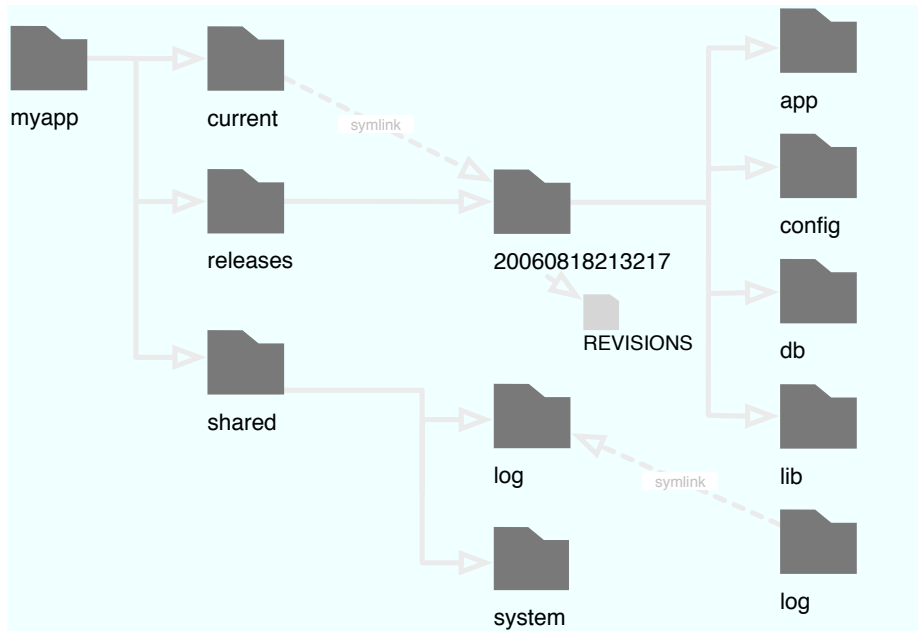 myapp
current
symlink
releases
20060818213217
REVISIONS
shared
log
system
symlink
app
config
db
lib
log